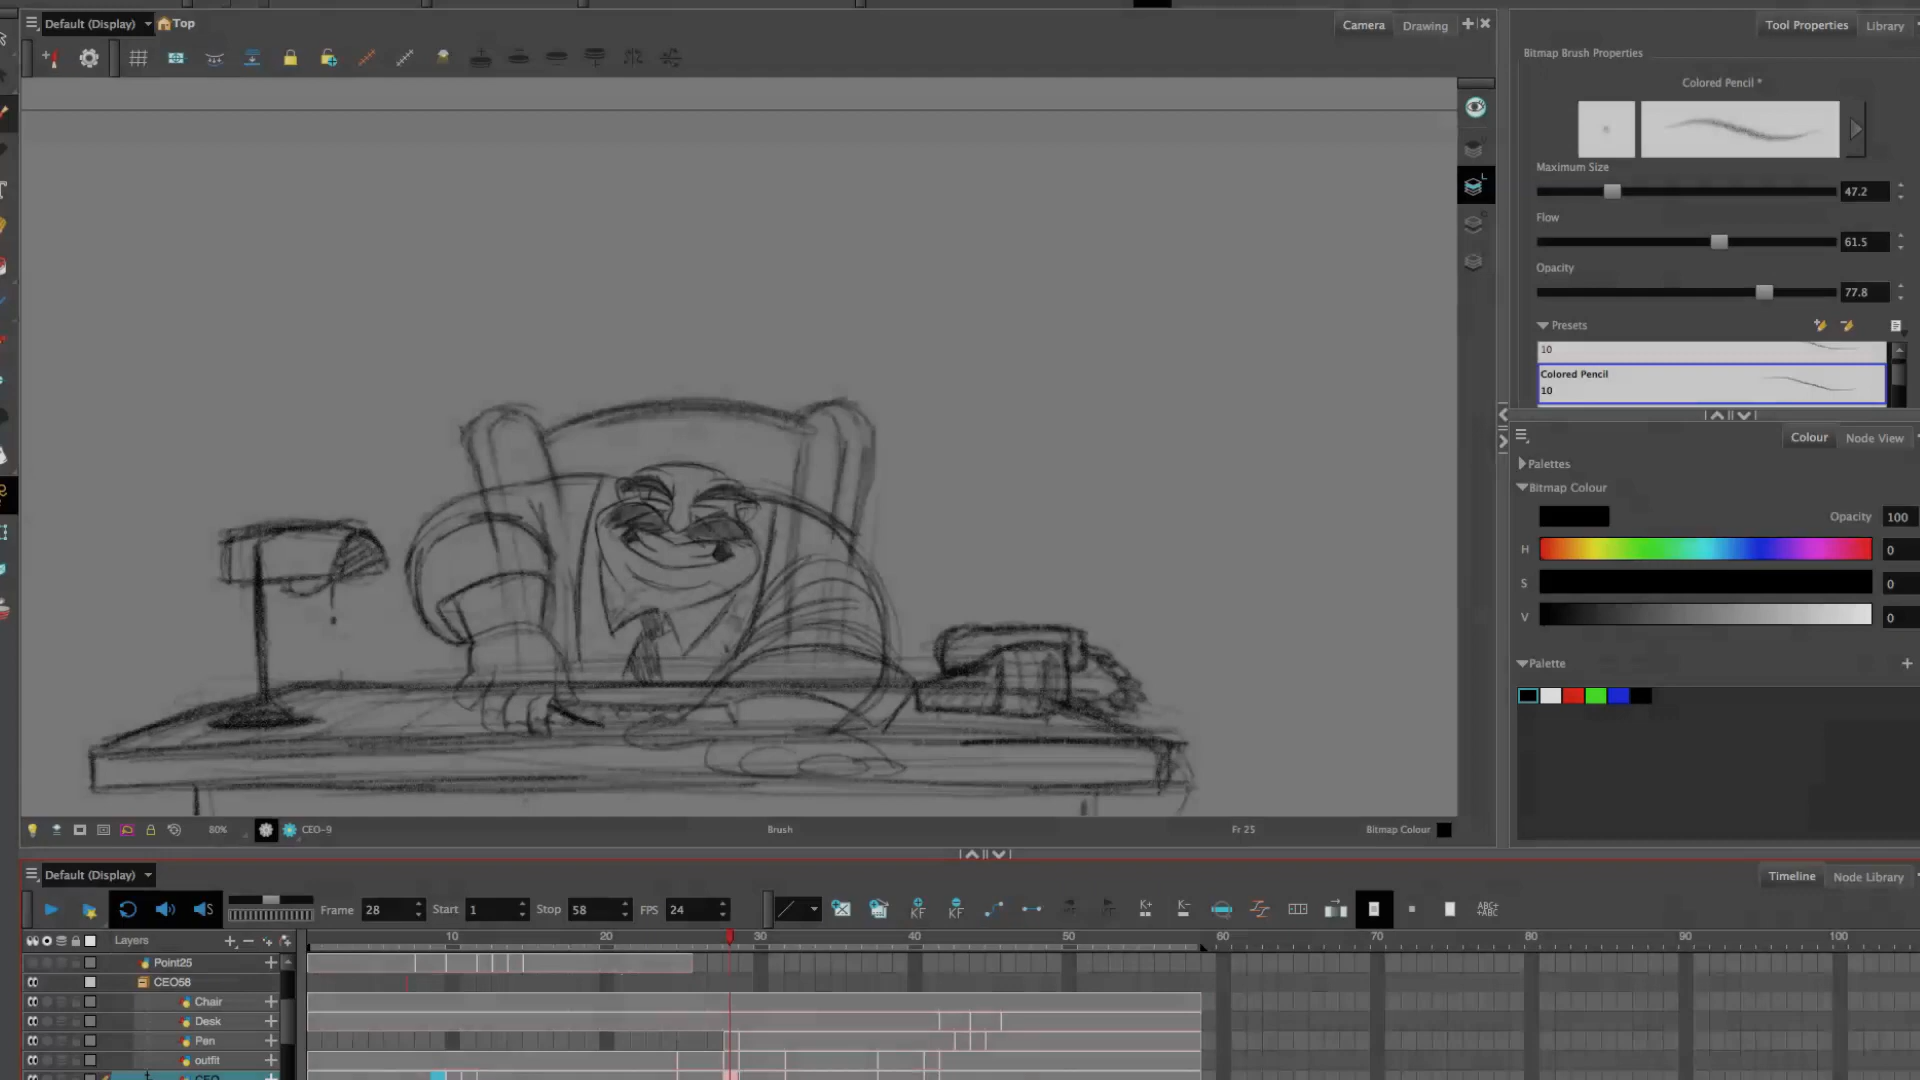 Default (Display) Top Camera Drawing
Tool Properties Library
Bitmap Brush Properties
Colored Pencil *
Maximum Size
47.2
Flow
61.5
Opacity
77.8
Presets
10
Colored Pencil
10
Colour Node View
Palettes
Bitmap Colour
Opacity 100
H 0
S 0
V 0
Palette
80% CEO-9 Brush Fr 25 Bitmap Colour
Default (Display) Timeline Node Library
Frame 28 Start 1 Stop 58 FPS 24
Layers 10 20 30 40 50 60 70 80 90 100
Point25
CEO58
Chair
Desk
Pen
outfit